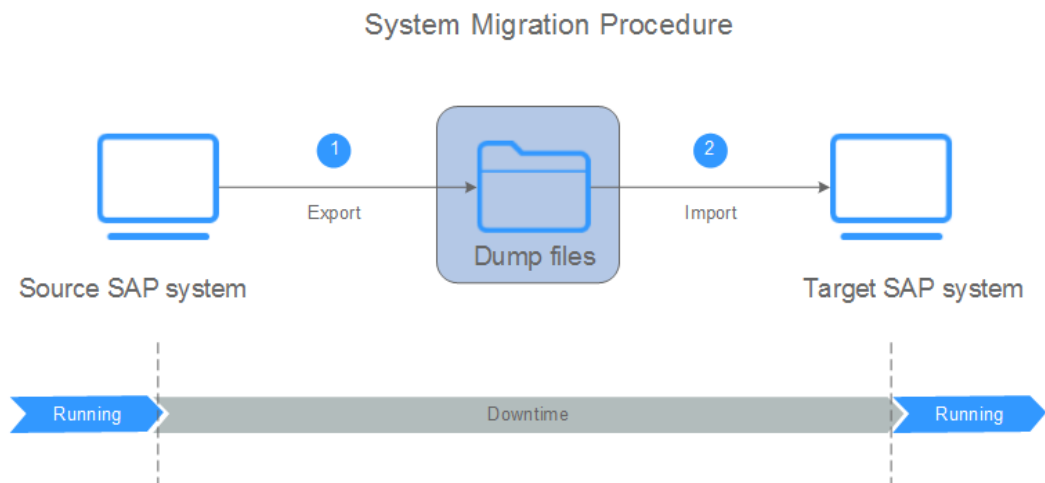 System Migration Procedure
1
2
Export
Import
Dump files
Source SAP system
Target SAP system
Running
Downtime
Running